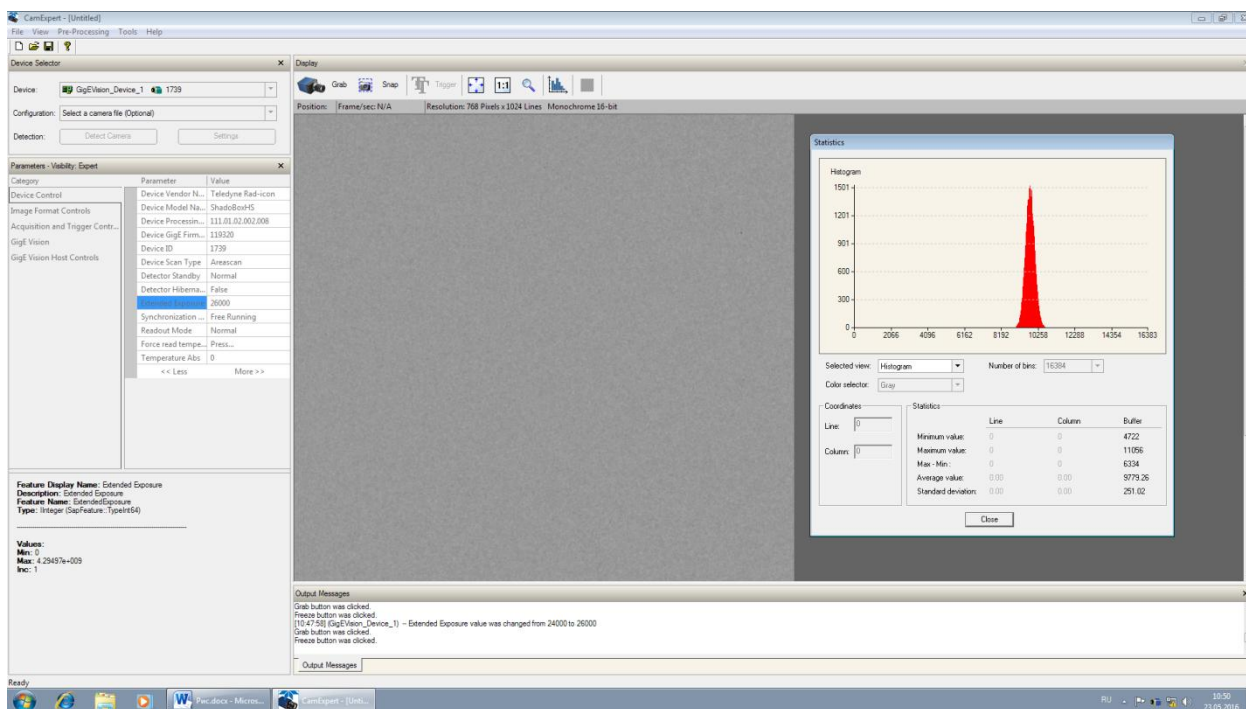 CamExpert - [Untitled]
File View Pre-Processing Tools Help
Device Selector
Device: GigEVision_Device_1 1739
Configuration: Select a camera file (Optional)
Detection: Detect Camera Settings
Parameters - Visibility: Expert
Category
Device Control
Image Format Controls
Acquisition and Trigger Contr...
GigE Vision
GigE Vision Host Controls
Parameter Value
Device Vendor N... Teledyne Rad-icon
Device Model Na... ShadoBoxHS
Device Processin... 111.01.02.002.008
Device GigE Firm... 119320
Device ID 1739
Device Scan Type Areascan
Detector Standby Normal
Detector Hiberna... False
Extended Exposure 26000
Synchronization ... Free Running
Readout Mode Normal
Force read tempe... Press...
Temperature Abs 0
<< Less More >>
Feature Display Name: Extended Exposure
Description: Extended Exposure
Feature Name: ExtendedExposure
Type: IInteger (SapFeature::TypeInt64)
Values:
Min: 0
Max: 4.29497e+009
Inc: 1
Display
Grab Snap Trigger 1:1
Position: Frame/sec: N/A Resolution: 768 Pixels x 1024 Lines Monochrome 16-bit
Statistics
Histogram
1501
1201
901
600
300
0
0 2066 4096 6162 8192 10258 12288 14354 16383
Selected view: Histogram Number of bins: 16384
Color selector: Gray
Coordinates
Line: 0
Column: 0
Statistics
Line Column Buffer
Minimum value: 0 0 4722
Maximum value: 0 0 11056
Max - Min: 0 0 6334
Average value: 0.00 0.00 9779.26
Standard deviation: 0.00 0.00 251.02
Close
Output Messages
Grab button was clicked.
Freeze button was clicked.
[10:47:58] (GigEVision_Device_1) -- Extended Exposure value was changed from 24000 to 26000
Grab button was clicked.
Freeze button was clicked.
Output Messages
Ready
Рис.docx - Micros...
CamExpert - [Unti...
RU
10:50
23.05.2016